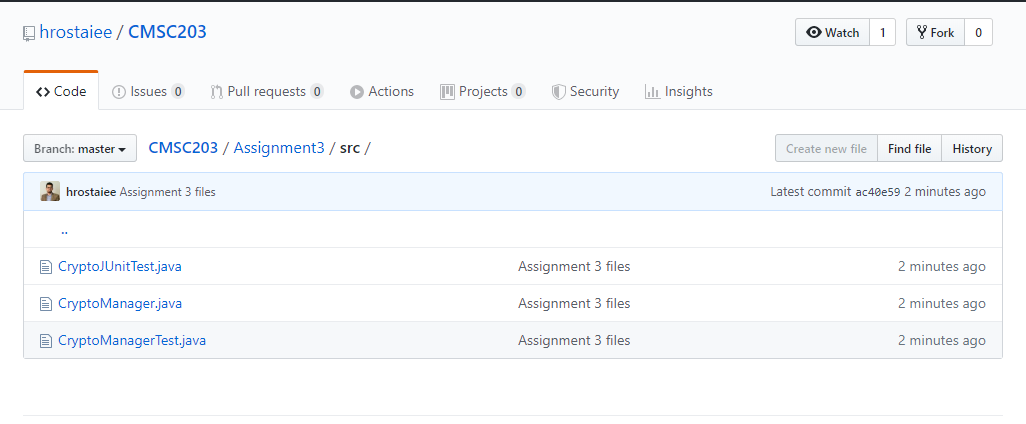 hrostaiee / CMSC203 Watch 1 Fork 0
Code Issues 0 Pull requests 0 Actions Projects 0 Security Insights
Branch: master CMSC203 / Assignment3 / src / Create new file Find file History
hrostaiee Assignment 3 files Latest commit ac40e59 2 minutes ago
..
CryptoJUnitTest.java Assignment 3 files 2 minutes ago
CryptoManager.java Assignment 3 files 2 minutes ago
CryptoManagerTest.java Assignment 3 files 2 minutes ago